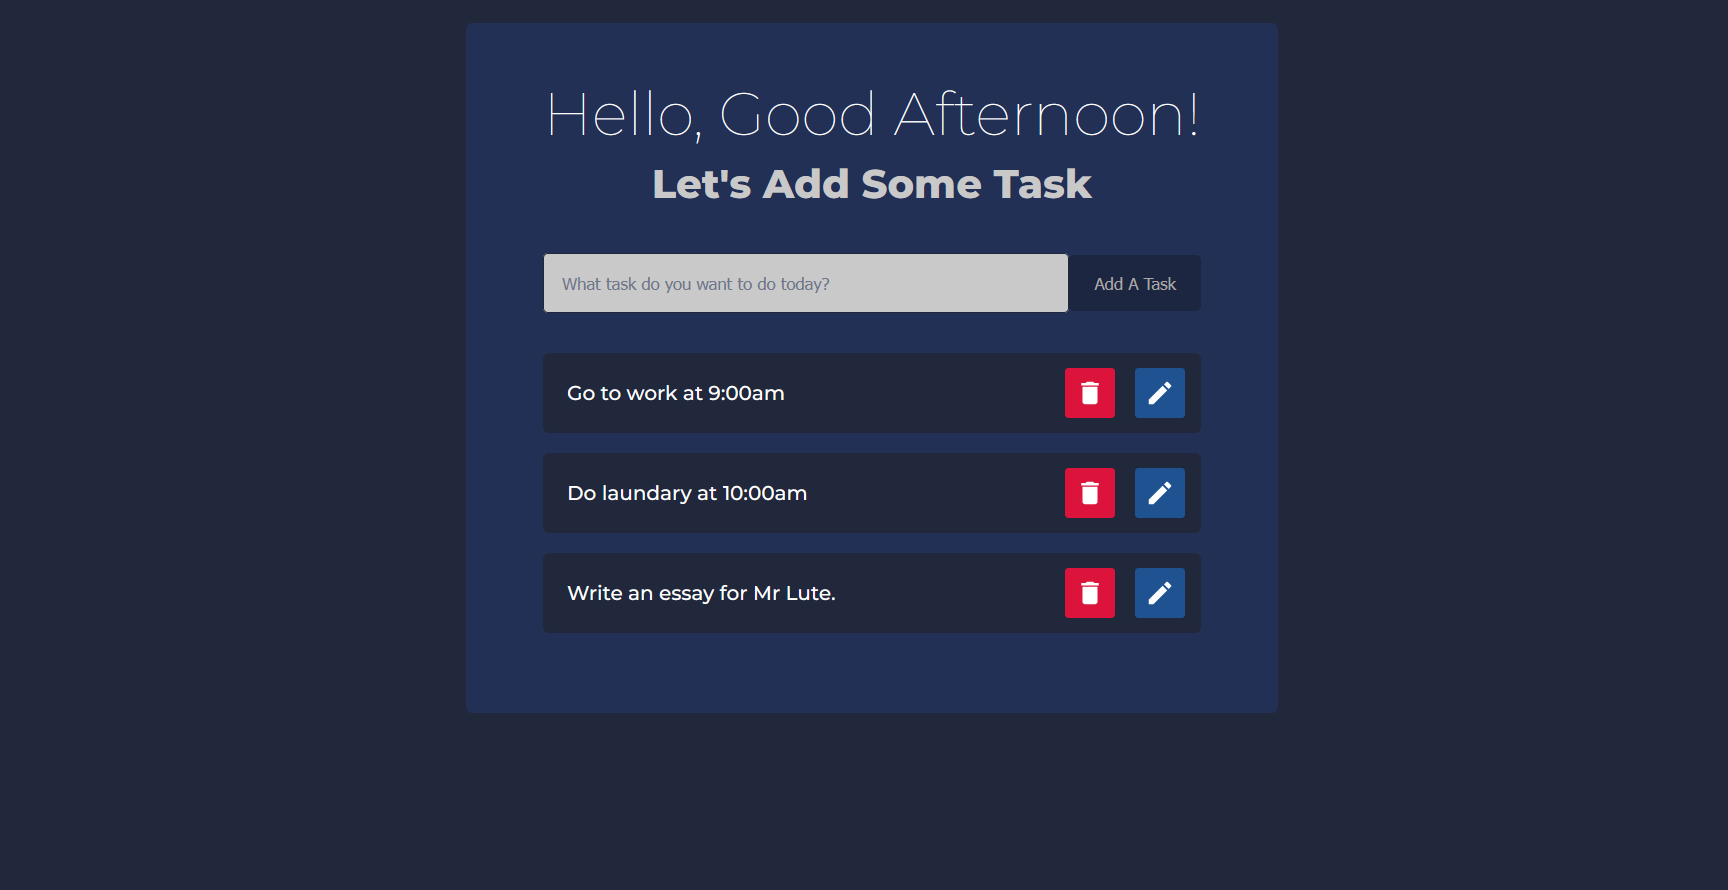 Hello, Good Afternoon!
Let's Add Some Task
What task do you want to do today?
Add A Task
Go to work at 9:00am
Do laundary at 10:00am
Write an essay for Mr Lute.